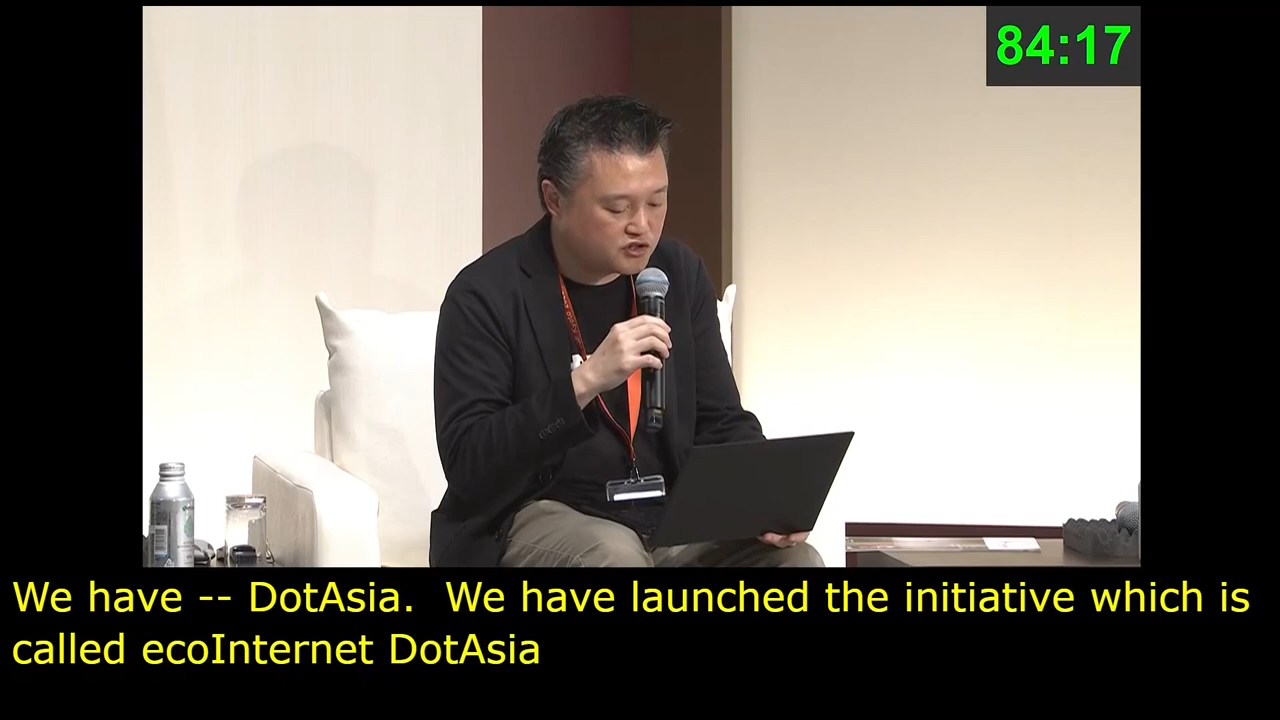 84:17
We have -- DotAsia.  We have launched the initiative which is
called ecoInternet DotAsia